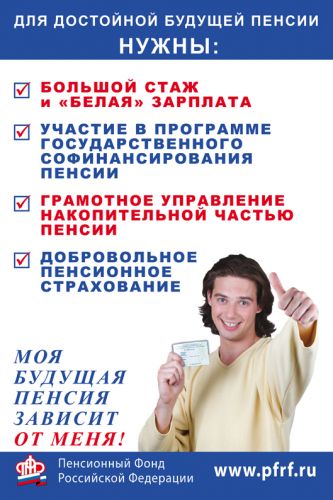 ДЛЯ ДОСТОЙНОЙ БУДУЩЕЙ ПЕНСИИ
НУЖНЫ:
БОЛЬШОЙ СТАЖ
и «БЕЛАЯ» ЗАРПЛАТА
УЧАСТИЕ В ПРОГРАММЕ
ГОСУДАРСТВЕННОГО
СОФИНАНСИРОВАНИЯ
ПЕНСИИ
ГРАМОТНОЕ УПРАВЛЕНИЕ
НАКОПИТЕЛЬНОЙ ЧАСТЬЮ
ПЕНСИИ
ДОБРОВОЛЬНОЕ
ПЕНСИОННОЕ
СТРАХОВАНИЕ
МОЯ
БУДУЩАЯ
ПЕНСИЯ
ЗАВИСИТ
ОТ МЕНЯ!
ПФР
Пенсионный Фонд
Российской Федерации
www.pfrf.ru